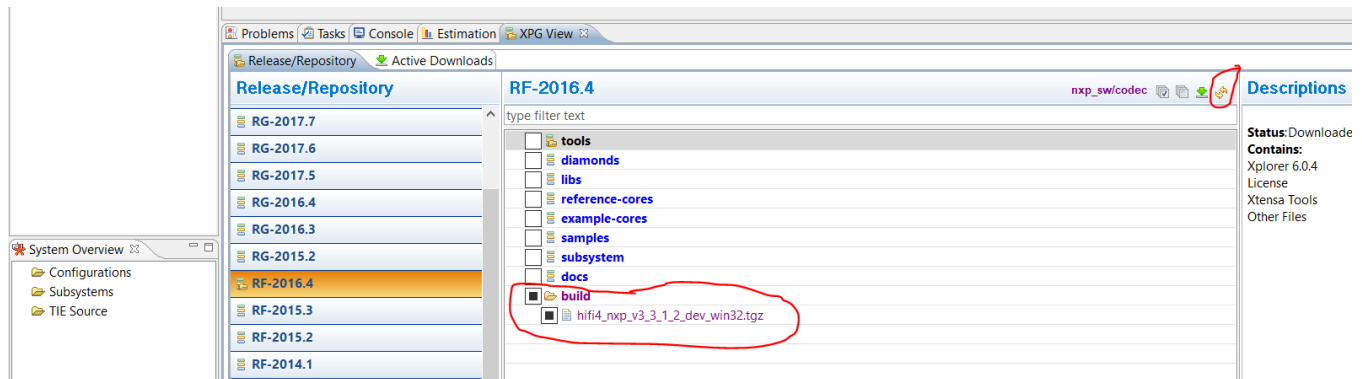 Problems Tasks Console Estimation XPG View
Release/Repository Active Downloads
Release/Repository
RG-2017.7
RG-2017.6
RG-2017.5
RG-2016.4
RG-2016.3
RG-2015.2
RF-2016.4
RF-2015.3
RF-2015.2
RF-2014.1
RF-2016.4 nxp_sw/codec
type filter text
tools
diamonds
libs
reference-cores
example-cores
samples
subsystem
docs
build
hifi4_nxp_v3_3_1_2_dev_win32.tgz
Descriptions
Status:Downloade
Contains:
Xplorer 6.0.4
License
Xtensa Tools
Other Files
System Overview
Configurations
Subsystems
TIE Source